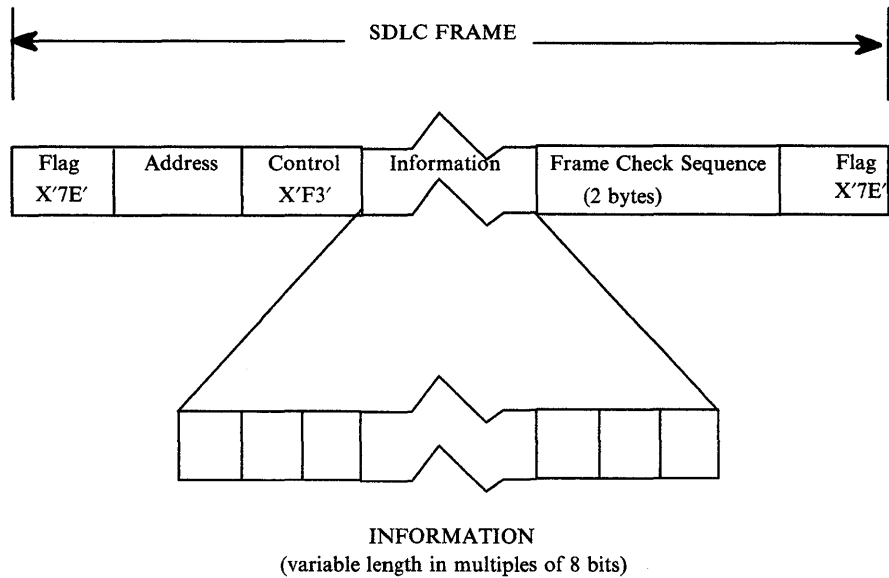 SDLC FRAME
Flag Address Control Information Frame Check Sequence Flag
X'7E' X'F3' (2 bytes) X'7E'
INFORMATION
(variable length in multiples of 8 bits)